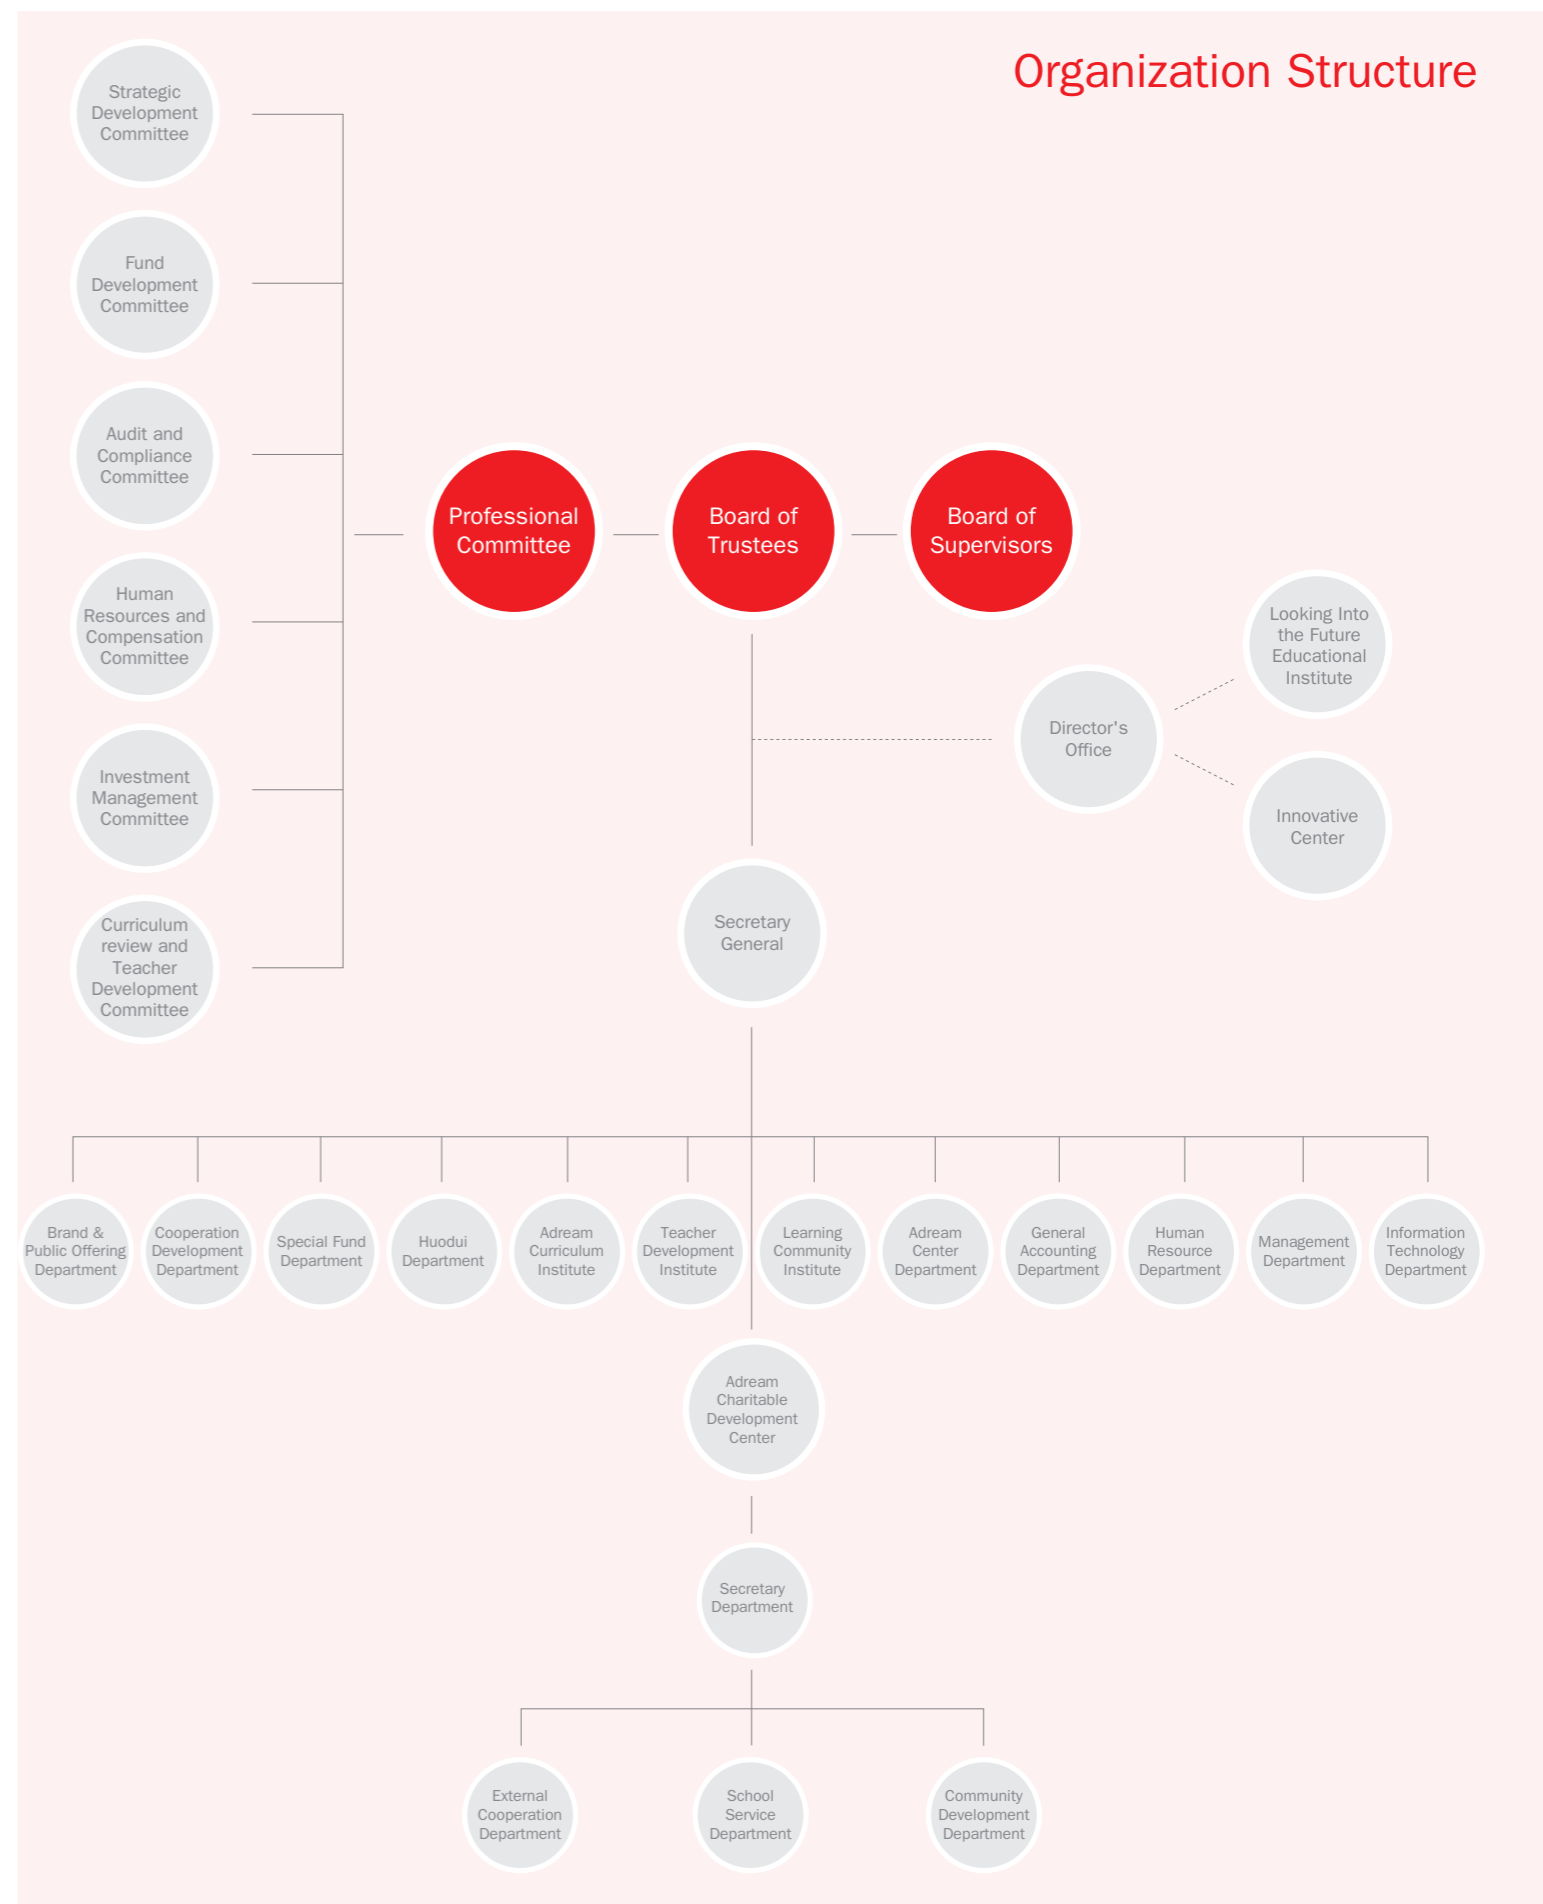 Organization Structure
Strategic
Development
Committee
Fund
Development
Committee
Audit and
Compliance
Committee
Human
Resources and
Compensation
Committee
Investment
Management
Committee
Curriculum
review and
Teacher
Development
Committee
Professional
Committee
Board of
Trustees
Board of
Supervisors
Looking Into
the Future
Educational
Institute
Director's
Office
Innovative
Center
Secretary
General
Brand &
Public Offering
Department
Cooperation
Development
Department
Special Fund
Department
Huodui
Department
Adream
Curriculum
Institute
Teacher
Development
Institute
Learning
Community
Institute
Adream
Center
Department
General
Accounting
Department
Human
Resource
Department
Management
Department
Information
Technology
Department
Adream
Charitable
Development
Center
Secretary
Department
External
Cooperation
Department
School
Service
Department
Community
Development
Department